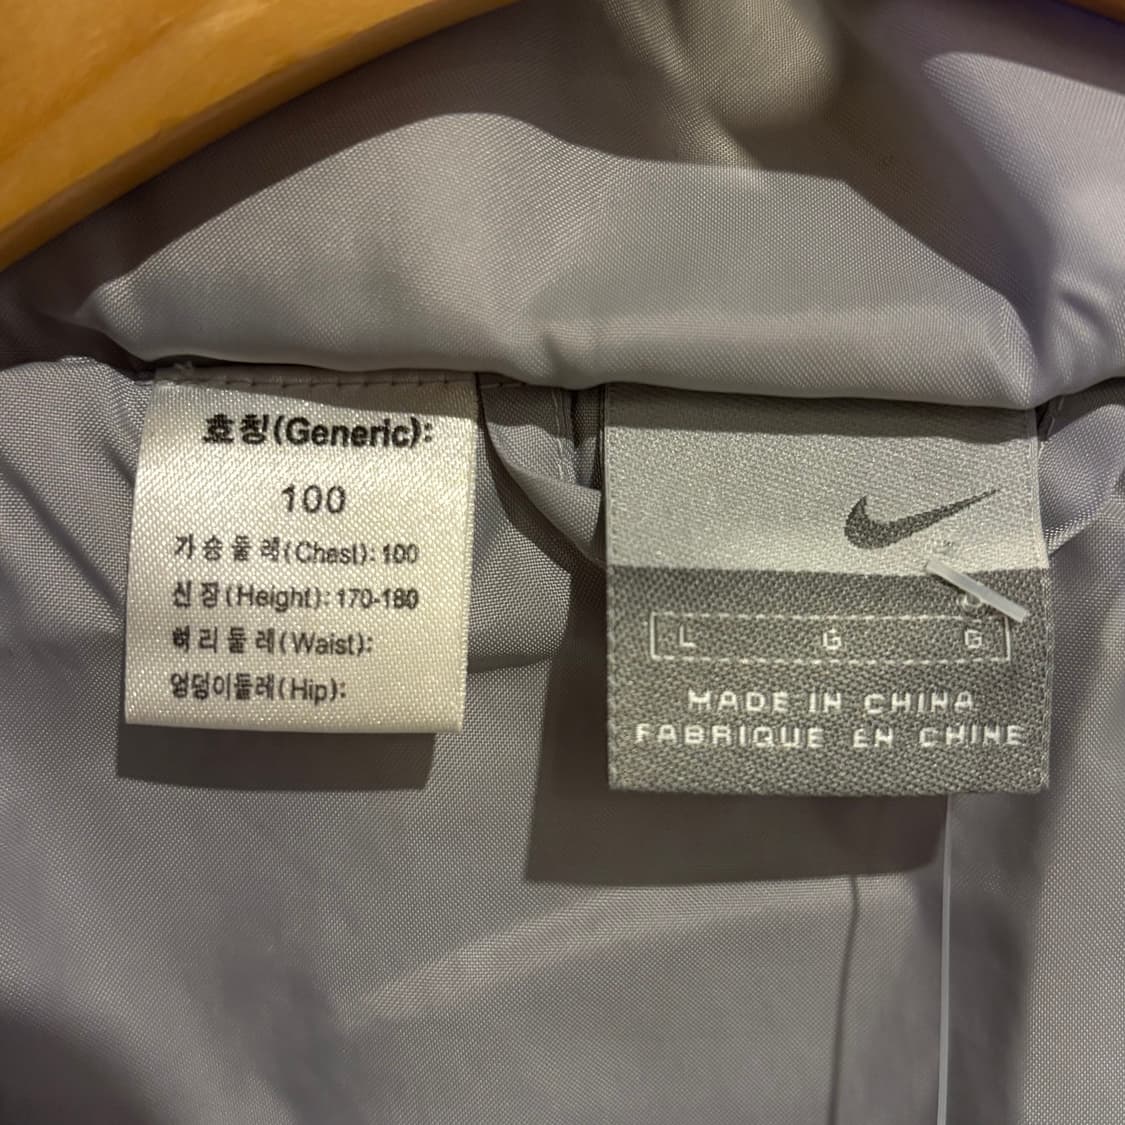 호칭(Generic):
100
가슴둘레(Chest): 100
신장(Height): 170-180
허리둘레(Waist):
엉덩이둘레(Hip):
L G G
MADE IN CHINA
FABRIQUE EN CHINE